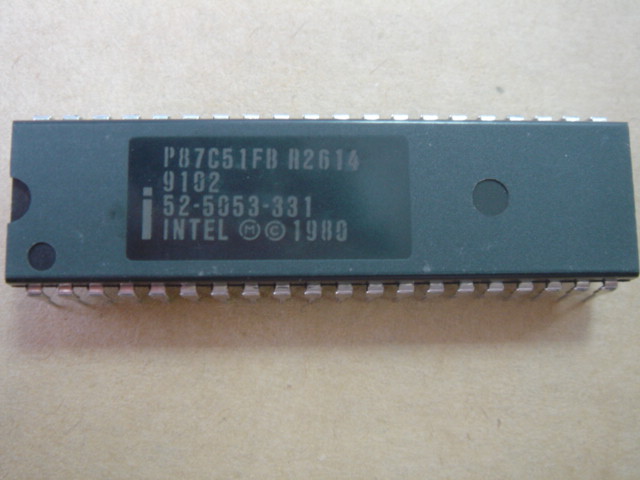 P87C51FB R2614
9102
52-5053-331
i INTEL Ⓜ © 1980